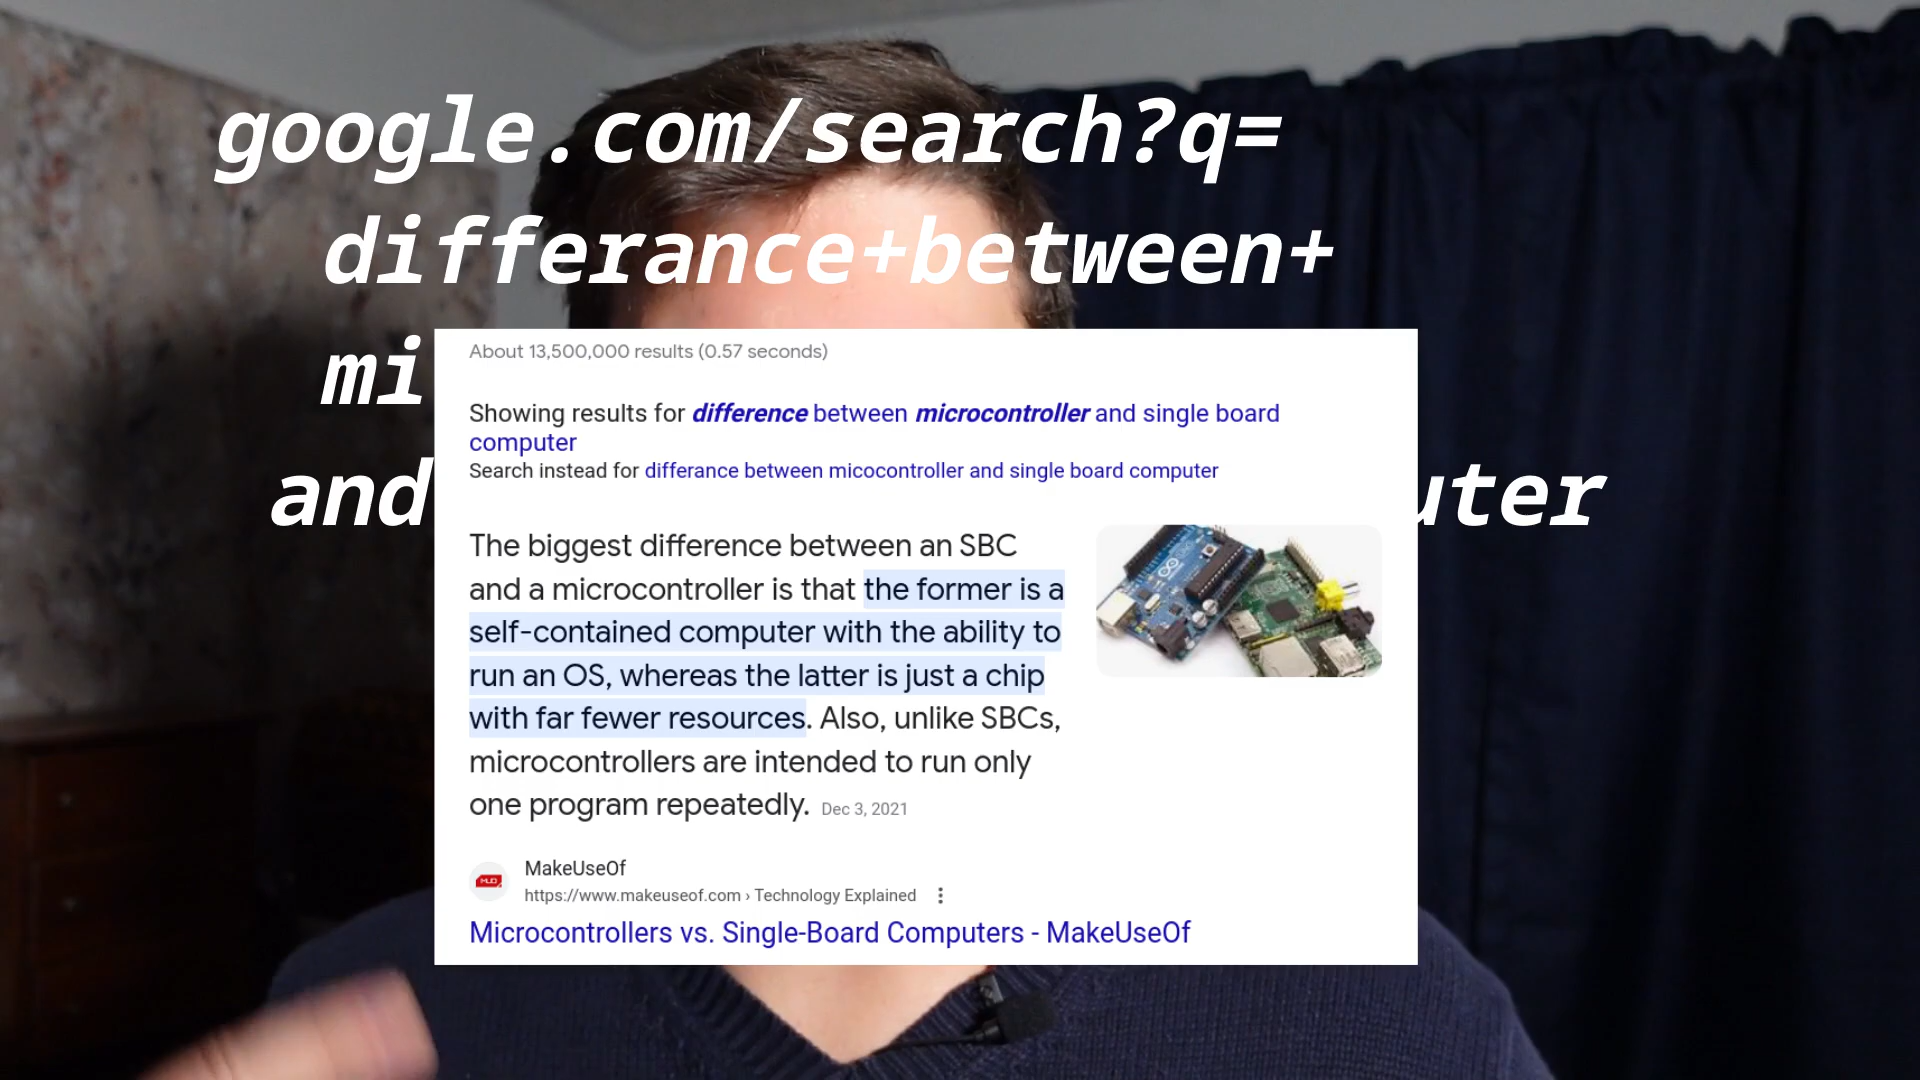 google.com/search?q=
differance+between+
mi
and uter
About 13,500,000 results (0.57 seconds)
Showing results for difference between microcontroller and single board
computer
Search instead for differance between micocontroller and single board computer
The biggest difference between an SBC
and a microcontroller is that the former is a
self-contained computer with the ability to
run an OS, whereas the latter is just a chip
with far fewer resources. Also, unlike SBCs,
microcontrollers are intended to run only
one program repeatedly. Dec 3, 2021
MakeUseOf
https://www.makeuseof.com › Technology Explained
Microcontrollers vs. Single-Board Computers - MakeUseOf